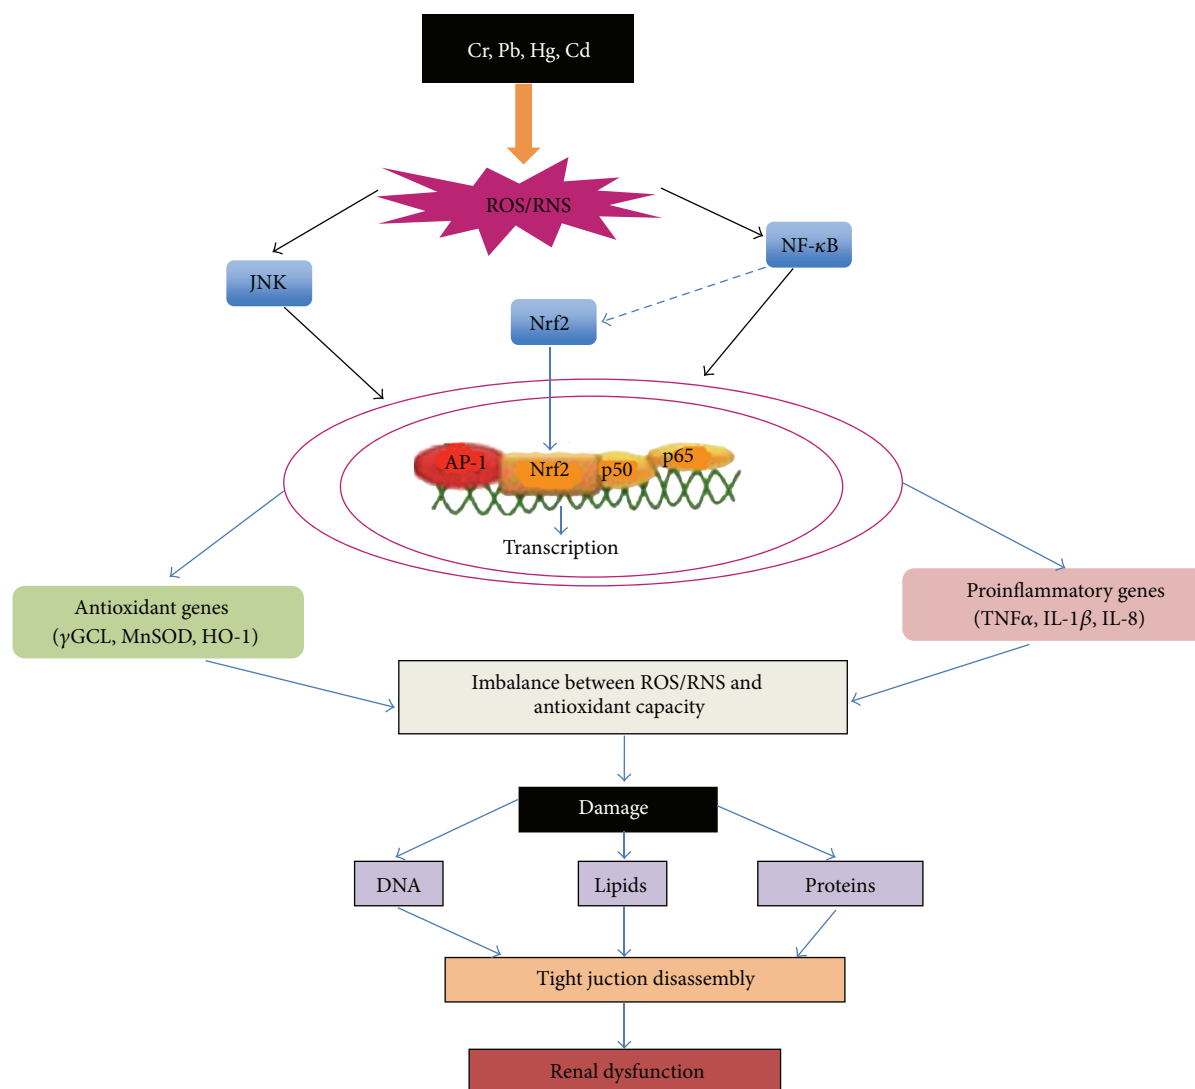 Cr, Pb, Hg, Cd
ROS/RNS
NF-κB
JNK
Nrf2
AP-1
Nrf2
p50
p65
Transcription
Antioxidant genes
(γGCL, MnSOD, HO-1)
Proinflammatory genes
(TNFα, IL-1β, IL-8)
Imbalance between ROS/RNS and
antioxidant capacity
Damage
DNA
Lipids
Proteins
Tight juction disassembly
Renal dysfunction